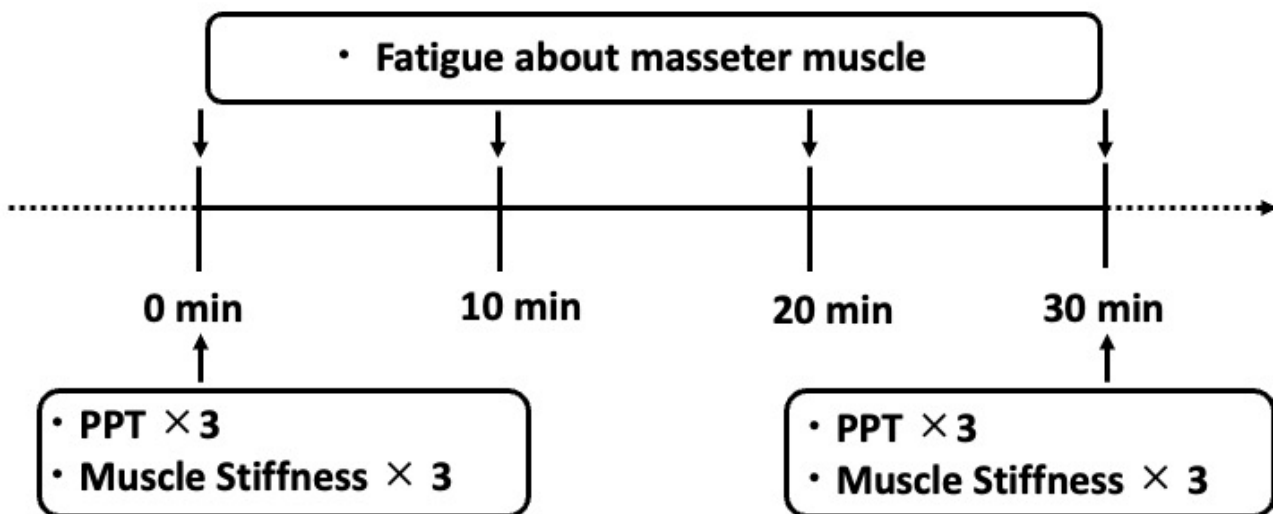 ・ Fatigue about masseter muscle
0 min
10 min
20 min
30 min
・ PPT ×3
・ Muscle Stiffness × 3
・ PPT ×3
・ Muscle Stiffness × 3